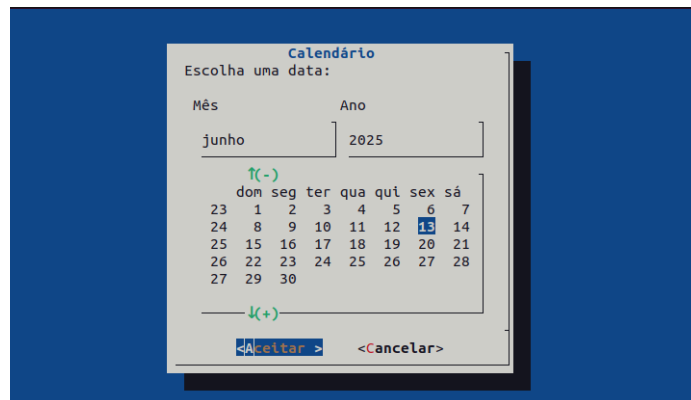 Calendário
Escolha uma data:
Mês Ano
junho 2025
↑(-)
dom seg ter qua qui sex sá
23 1 2 3 4 5 6 7
24 8 9 10 11 12 13 14
25 15 16 17 18 19 20 21
26 22 23 24 25 26 27 28
27 29 30
↓(+)
<Aceitar > <Cancelar>